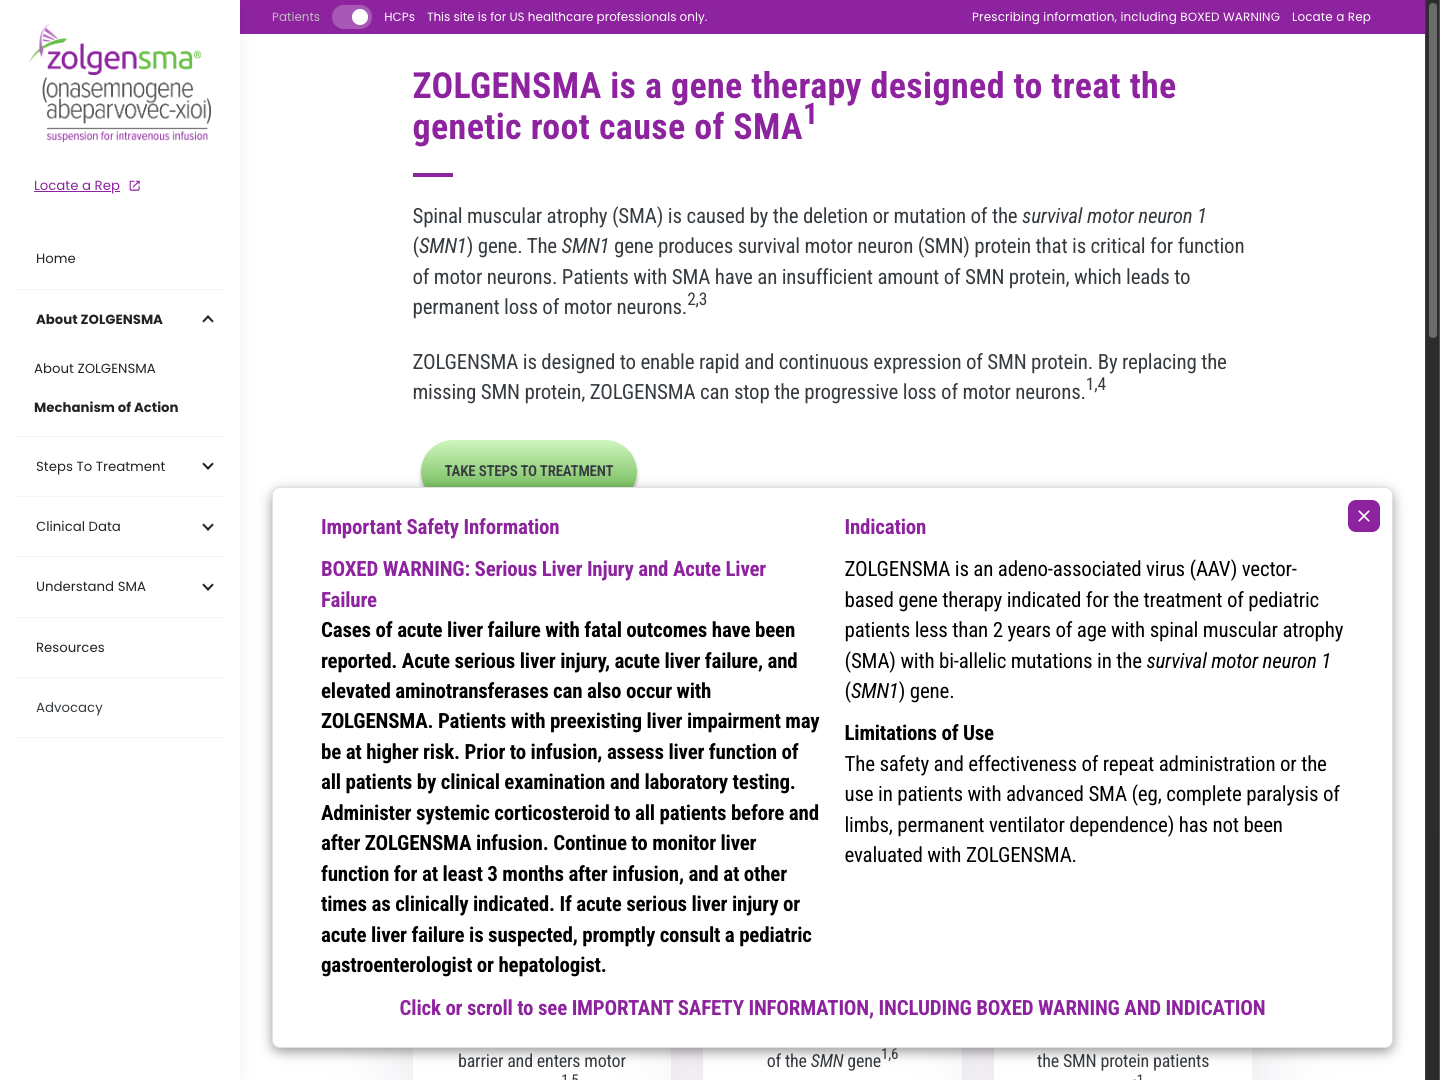 Patients HCPs This site is for US healthcare professionals only. Prescribing information, including BOXED WARNING Locate a Rep
zolgensma®
(onasemnogene
abeparvovec-xioi)
suspension for intravenous infusion
Locate a Rep
Home
About ZOLGENSMA
About ZOLGENSMA
Mechanism of Action
Steps To Treatment
Clinical Data
Understand SMA
Resources
Advocacy
ZOLGENSMA is a gene therapy designed to treat the
genetic root cause of SMA1
Spinal muscular atrophy (SMA) is caused by the deletion or mutation of the survival motor neuron 1
(SMN1) gene. The SMN1 gene produces survival motor neuron (SMN) protein that is critical for function
of motor neurons. Patients with SMA have an insufficient amount of SMN protein, which leads to
permanent loss of motor neurons.2,3
ZOLGENSMA is designed to enable rapid and continuous expression of SMN protein. By replacing the
missing SMN protein, ZOLGENSMA can stop the progressive loss of motor neurons.1,4
TAKE STEPS TO TREATMENT
Important Safety Information
BOXED WARNING: Serious Liver Injury and Acute Liver
Failure
Cases of acute liver failure with fatal outcomes have been
reported. Acute serious liver injury, acute liver failure, and
elevated aminotransferases can also occur with
ZOLGENSMA. Patients with preexisting liver impairment may
be at higher risk. Prior to infusion, assess liver function of
all patients by clinical examination and laboratory testing.
Administer systemic corticosteroid to all patients before and
after ZOLGENSMA infusion. Continue to monitor liver
function for at least 3 months after infusion, and at other
times as clinically indicated. If acute serious liver injury or
acute liver failure is suspected, promptly consult a pediatric
gastroenterologist or hepatologist.
Indication
ZOLGENSMA is an adeno-associated virus (AAV) vector-
based gene therapy indicated for the treatment of pediatric
patients less than 2 years of age with spinal muscular atrophy
(SMA) with bi-allelic mutations in the survival motor neuron 1
(SMN1) gene.
Limitations of Use
The safety and effectiveness of repeat administration or the
use in patients with advanced SMA (eg, complete paralysis of
limbs, permanent ventilator dependence) has not been
evaluated with ZOLGENSMA.
Click or scroll to see IMPORTANT SAFETY INFORMATION, INCLUDING BOXED WARNING AND INDICATION
barrier and enters motor
1,5
of the SMN gene1,6
the SMN protein patients
1